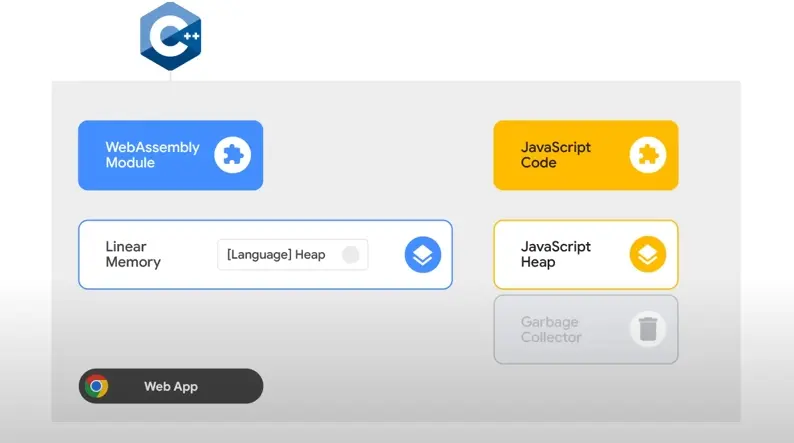 C++
WebAssembly
Module
JavaScript
Code
Linear
Memory
[Language] Heap
JavaScript
Heap
Garbage
Collector
Web App